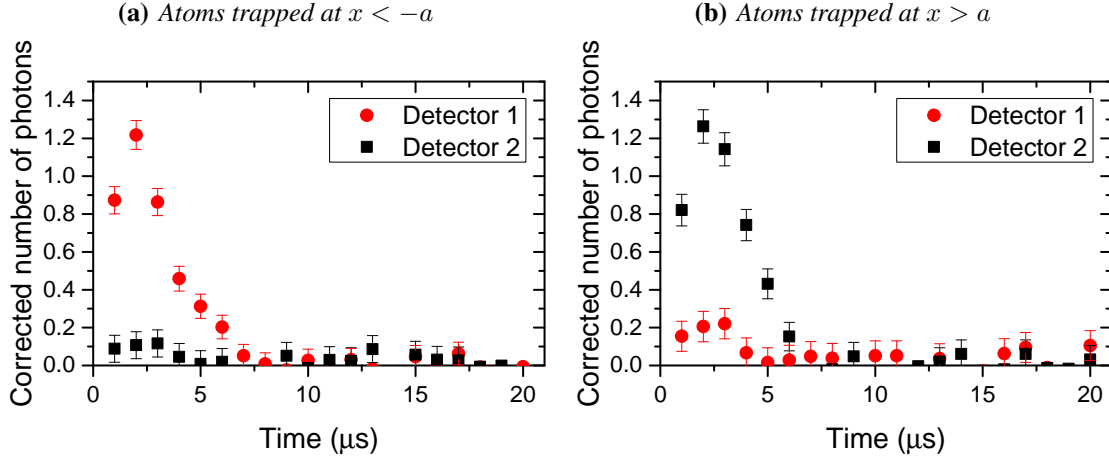 (a) Atoms trapped at x < −a
Corrected number of photons
1.4
1.2
1.0
0.8
0.6
0.4
0.2
0.0
Detector 1
Detector 2
0 5 10 15 20
Time (μs)
(b) Atoms trapped at x > a
Corrected number of photons
1.4
1.2
1.0
0.8
0.6
0.4
0.2
0.0
Detector 1
Detector 2
0 5 10 15 20
Time (μs)